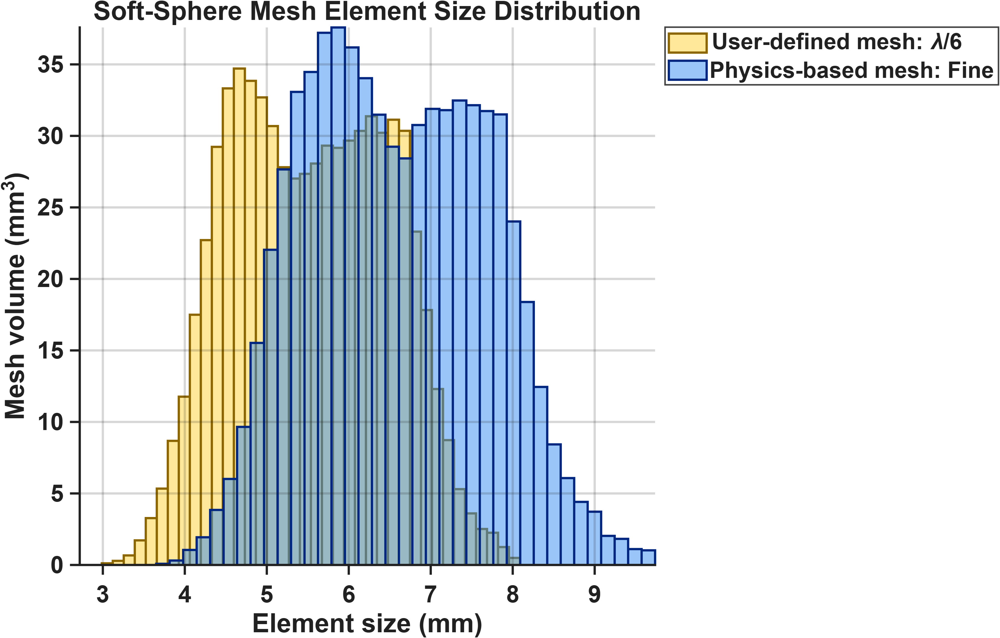 Soft-Sphere Mesh Element Size Distribution
User-defined mesh: λ/6
Physics-based mesh: Fine
Mesh volume (mm³)
35
30
25
20
15
10
5
0
3 4 5 6 7 8 9
Element size (mm)